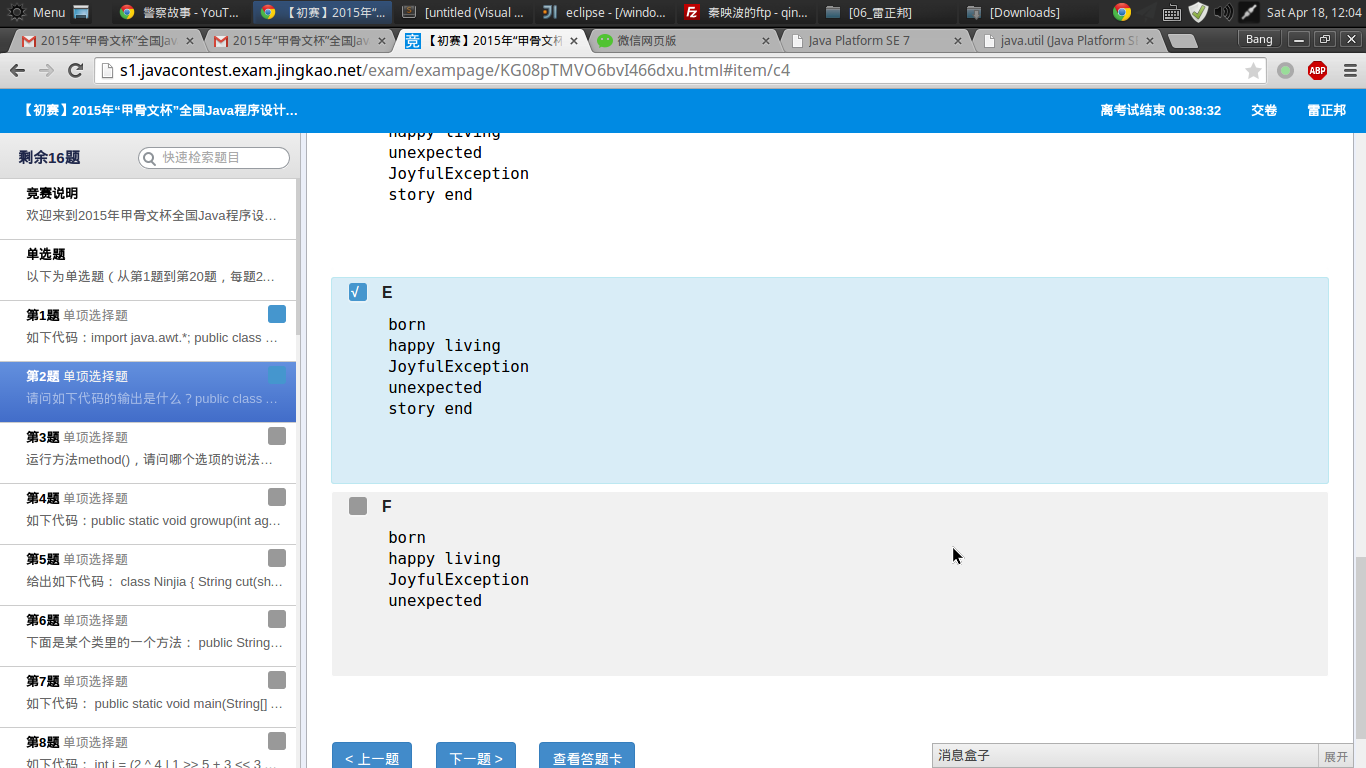 Menu
警察故事 - YouT...
【初赛】2015年“...
[untitled (Visual ...
eclipse - [/windo...
秦映波的ftp - qin...
[06_雷正邦]
[Downloads]
Sat Apr 18, 12:04
2015年“甲骨文杯”全国Jav
2015年“甲骨文杯”全国Jav
竞
【初赛】2015年“甲骨文杯
微信网页版
Java Platform SE 7
java.util (Java Platform SE
Bang
s1.javacontest.exam.jingkao.net/exam/exampage/KG08pTMVO6bvI466dxu.html#item/c4
ABP
【初赛】2015年“甲骨文杯”全国Java程序设计…
离考试结束 00:38:32
交卷
雷正邦
剩余16题
快速检索题目
竞赛说明
欢迎来到2015年甲骨文杯全国Java程序设…
单选题
以下为单选题（从第1题到第20题，每题2…
第1题 单项选择题
如下代码：import java.awt.*; public class …
第2题 单项选择题
请问如下代码的输出是什么？public class …
第3题 单项选择题
运行方法method()，请问哪个选项的说法…
第4题 单项选择题
如下代码：public static void growup(int ag…
第5题 单项选择题
给出如下代码： class Ninjia { String cut(sh…
第6题 单项选择题
下面是某个类里的一个方法： public String…
第7题 单项选择题
如下代码： public static void main(String[] …
第8题 单项选择题
如下代码： int i = (2 ^ 4 | 1 >> 5 + 3 << 3 …
happy living
unexpected
JoyfulException
story end
√ E
born
happy living
JoyfulException
unexpected
story end
F
born
happy living
JoyfulException
unexpected
< 上一题
下一题 >
查看答题卡
消息盒子
展开